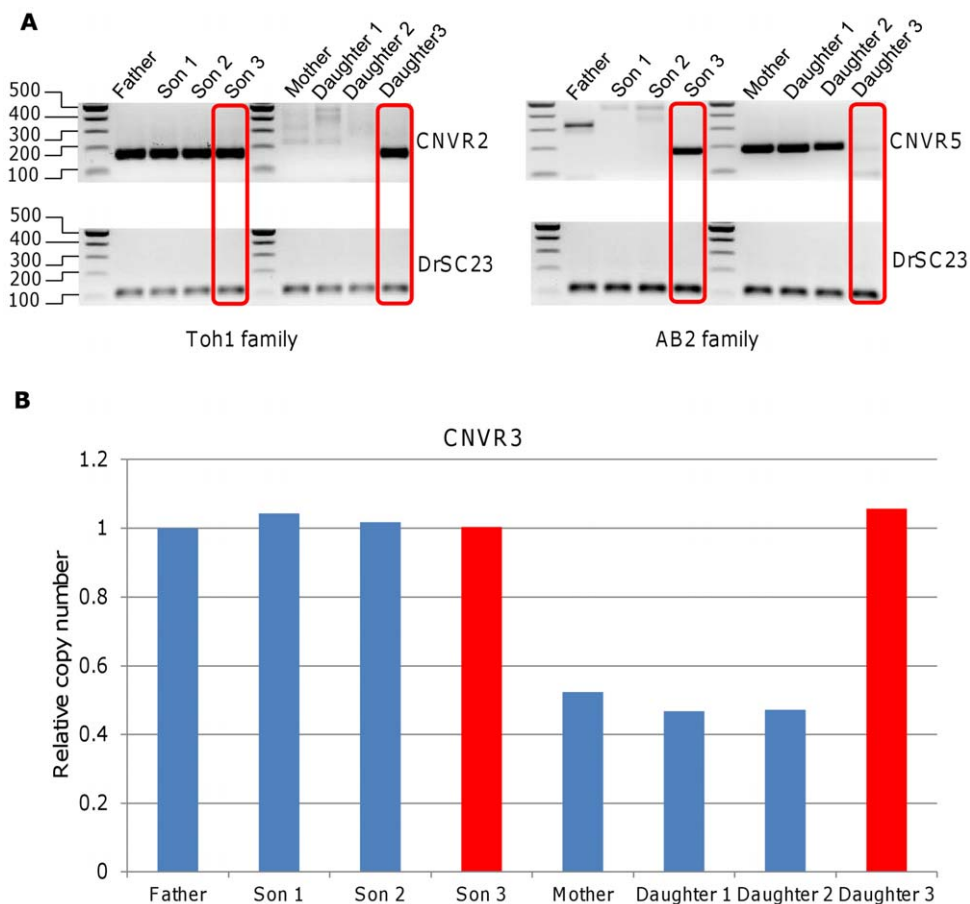 A
Father Son 1 Son 2 Son 3 Mother Daughter 1 Daughter 2 Daughter3
Father Son 1 Son 2 Son 3 Mother Daughter 1 Daughter 2 Daughter 3
500
400
300
200
100
CNVR2
CNVR5
500
400
300
200
100
DrSC23
DrSC23
Toh1 family
AB2 family
B
CNVR3
Relative copy number
1.2
1
0.8
0.6
0.4
0.2
0
Father Son 1 Son 2 Son 3 Mother Daughter 1 Daughter 2 Daughter 3